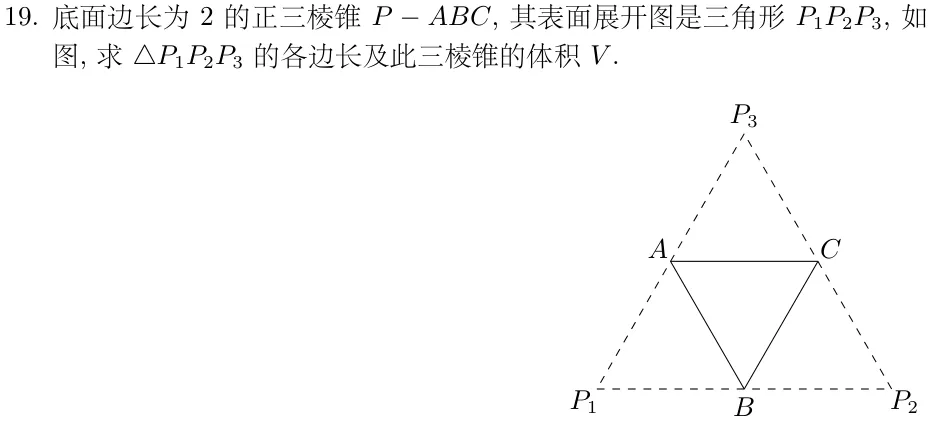 19. 底面边长为 2 的正三棱锥 P − ABC, 其表面展开图是三角形 P₁P₂P₃, 如
图, 求 △P₁P₂P₃ 的各边长及此三棱锥的体积 V.
P₃
A
C
P₁
B
P₂